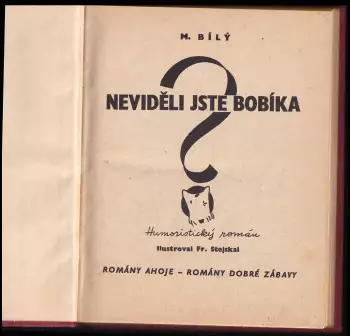 M. BÍLÝ
NEVIDĚLI JSTE BOBÍKA
?
Humoristický román
Ilustroval Fr. Stejskal
ROMÁNY AHOJE – ROMÁNY DOBRÉ ZÁBAVY